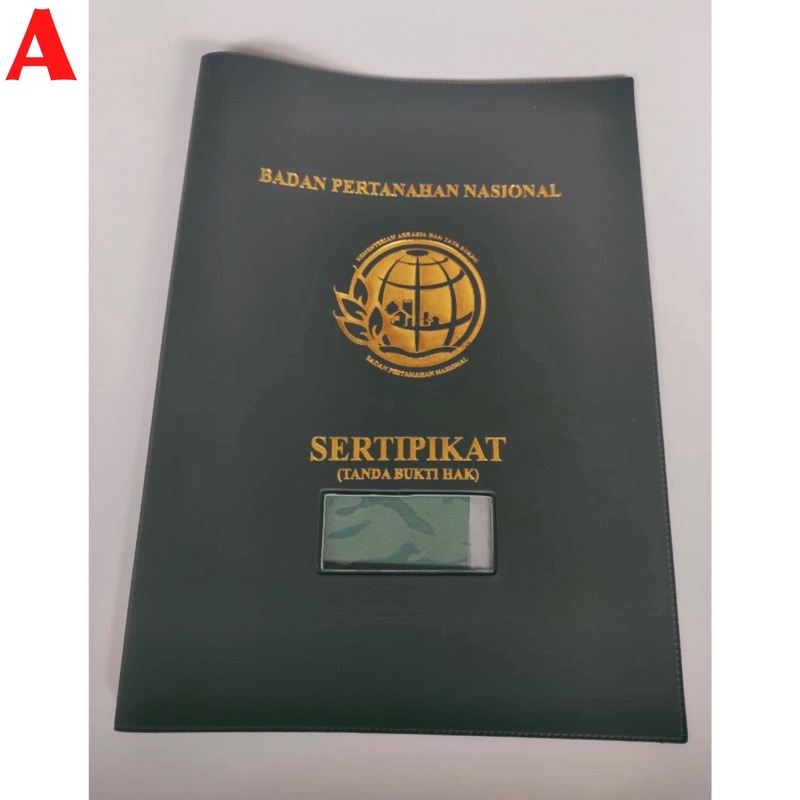 A
BADAN PERTANAHAN NASIONAL
KEMENTERIAN AGRARIA DAN TATA RUANG
BADAN PERTANAHAN NASIONAL
SERTIPIKAT
(TANDA BUKTI HAK)